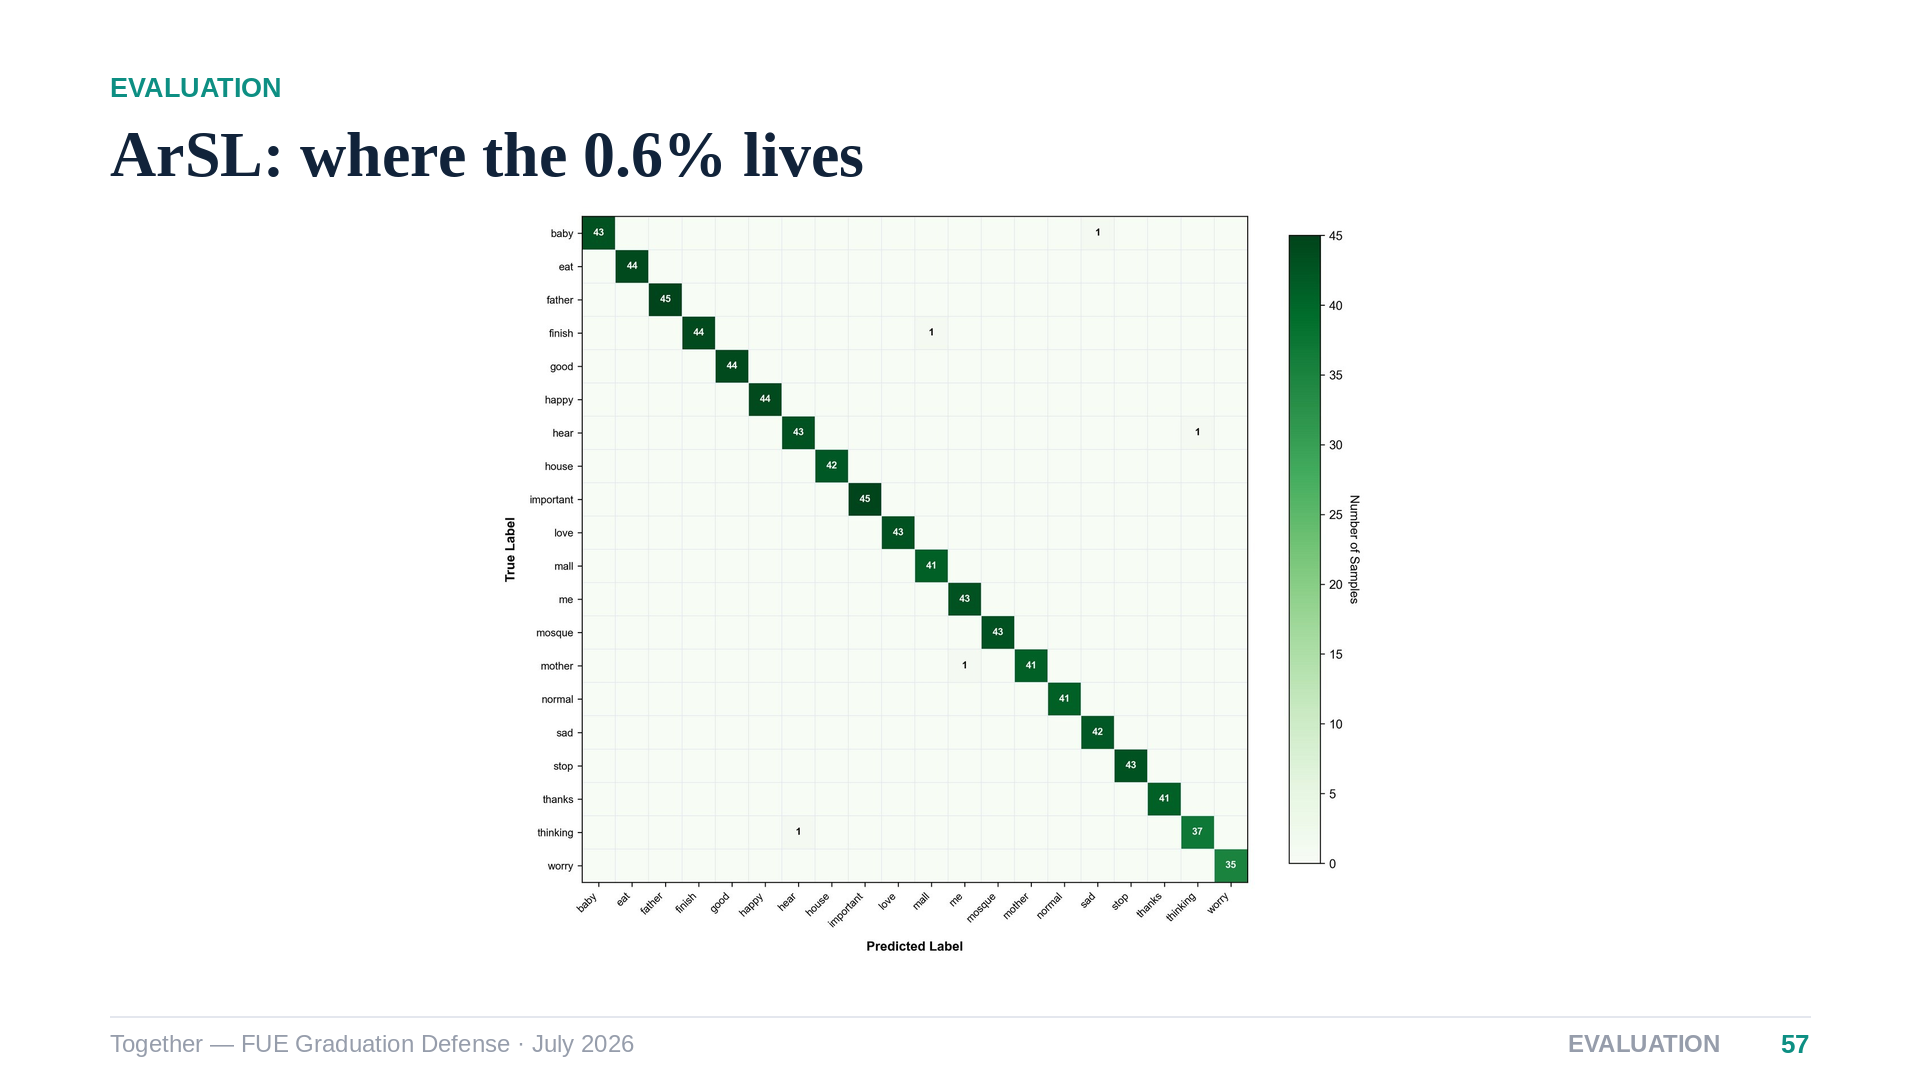 EVALUATION
ArSL: where the 0.6% lives
baby 43 1
eat 44
father 45
finish 44 1
good 44
happy 44
hear 43 1
house 42
important 45
love 43
mall 41
me 43
mosque 43
mother 1 41
normal 41
sad 42
stop 43
thanks 41
thinking 1 37
worry 35
True Label
baby eat father finish good happy hear house important love mall me mosque mother normal sad stop thanks thinking worry
Predicted Label
45
40
35
30
25
20
15
10
5
0
Number of Samples
Together — FUE Graduation Defense · July 2026
EVALUATION 57